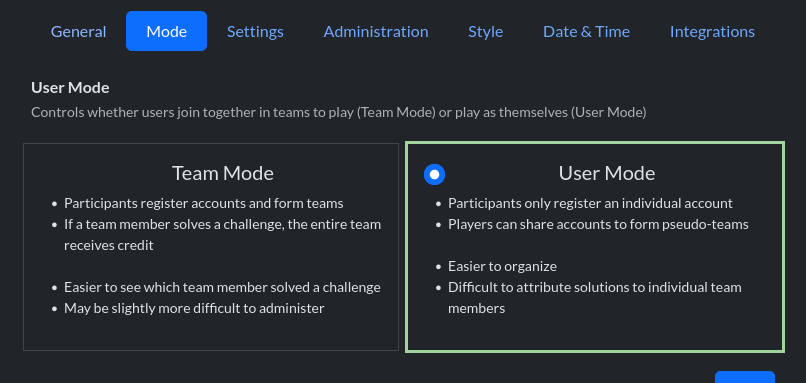 General Mode Settings Administration Style Date & Time Integrations
User Mode
Controls whether users join together in teams to play (Team Mode) or play as themselves (User Mode)
Team Mode
• Participants register accounts and form teams
• If a team member solves a challenge, the entire team
receives credit
• Easier to see which team member solved a challenge
• May be slightly more difficult to administer
User Mode
• Participants only register an individual account
• Players can share accounts to form pseudo-teams
• Easier to organize
• Difficult to attribute solutions to individual team
members